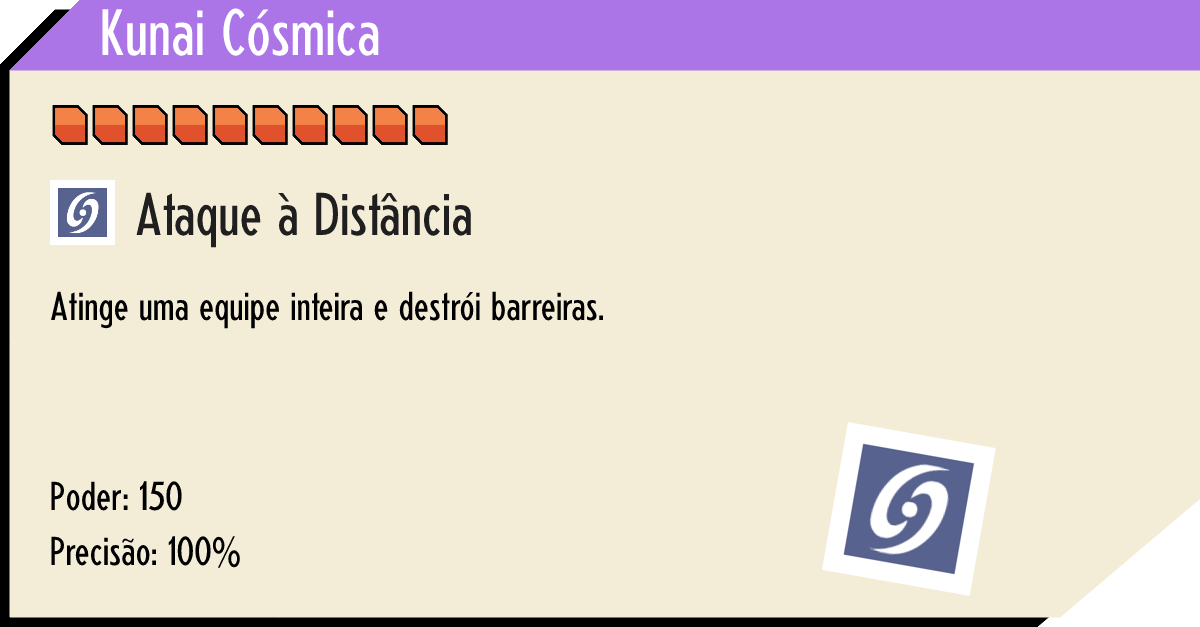 Kunai Cósmica
Ataque à Distância
Atinge uma equipe inteira e destrói barreiras.
Poder: 150
Precisão: 100%